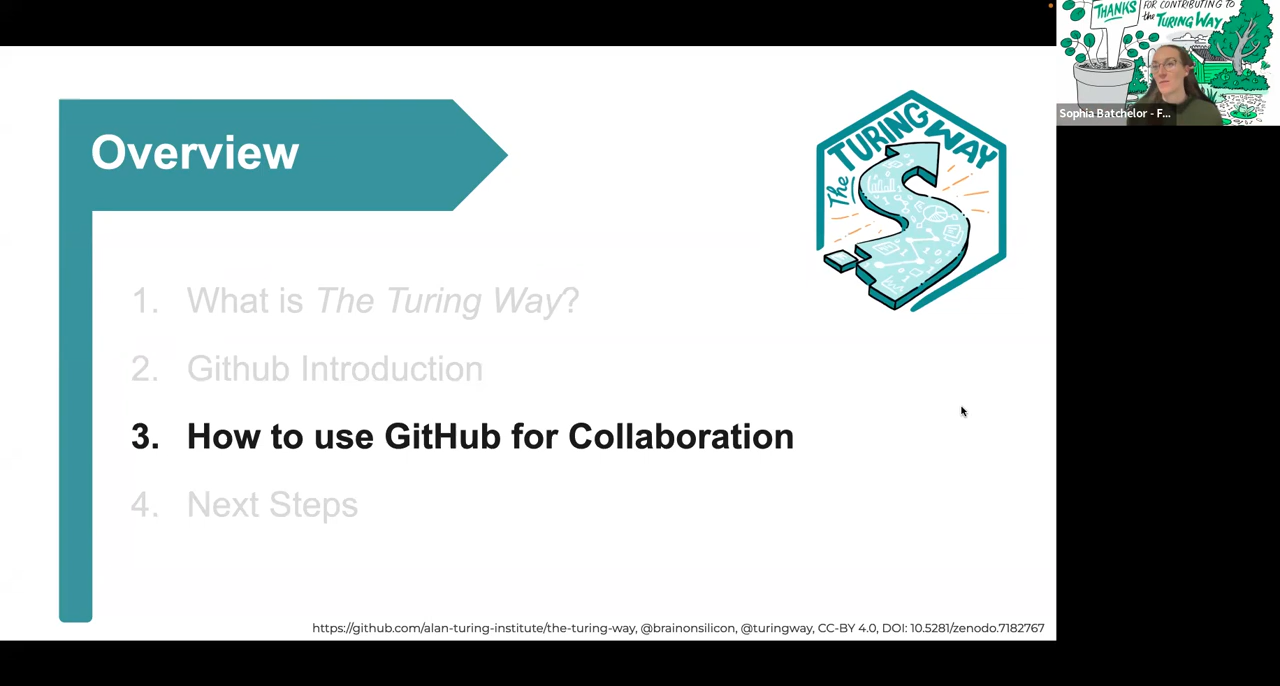 THANKS
FOR CONTRIBUTING TO
the TURING WAY
Sophia Batchelor - F...
Overview
The TURING WAY
1. What is The Turing Way?
2. Github Introduction
3. How to use GitHub for Collaboration
4. Next Steps
https://github.com/alan-turing-institute/the-turing-way, @brainonsilicon, @turingway, CC-BY 4.0, DOI: 10.5281/zenodo.7182767